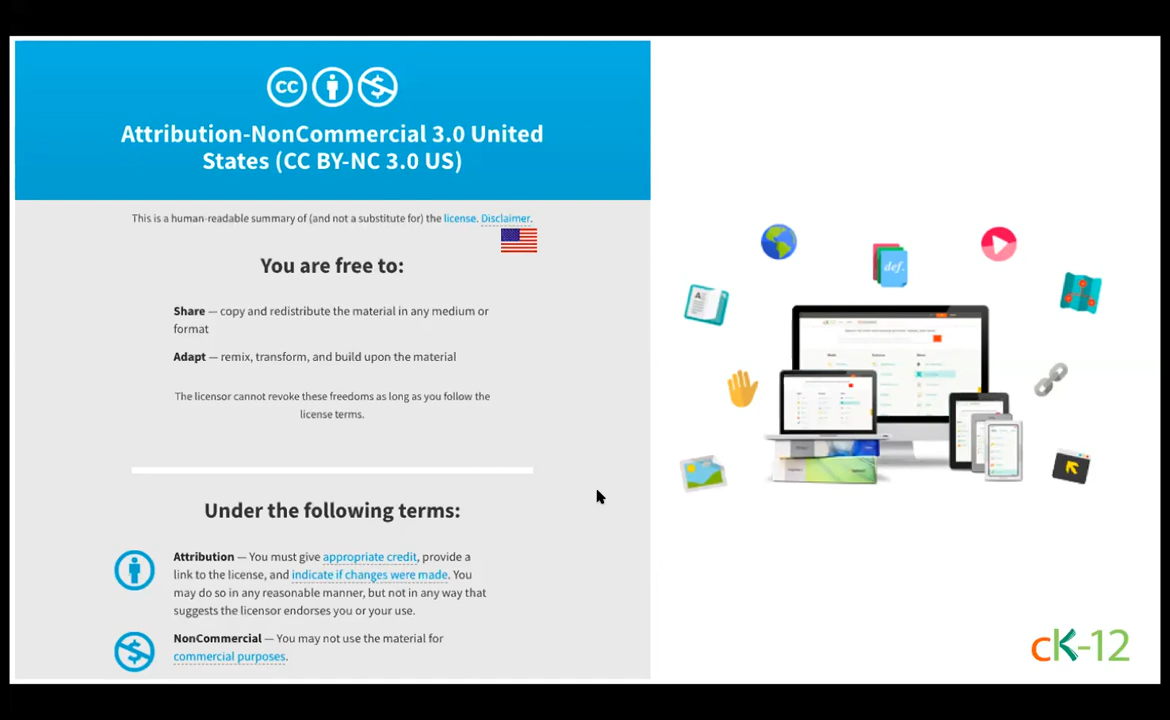 CC
Attribution-NonCommercial 3.0 United
States (CC BY-NC 3.0 US)
This is a human-readable summary of (and not a substitute for) the license. Disclaimer.
You are free to:
Share — copy and redistribute the material in any medium or
format
Adapt — remix, transform, and build upon the material
The licensor cannot revoke these freedoms as long as you follow the
license terms.
Under the following terms:
Attribution — You must give appropriate credit, provide a
link to the license, and indicate if changes were made. You
may do so in any reasonable manner, but not in any way that
suggests the licensor endorses you or your use.
NonCommercial — You may not use the material for
commercial purposes.
def.
A
cK-12